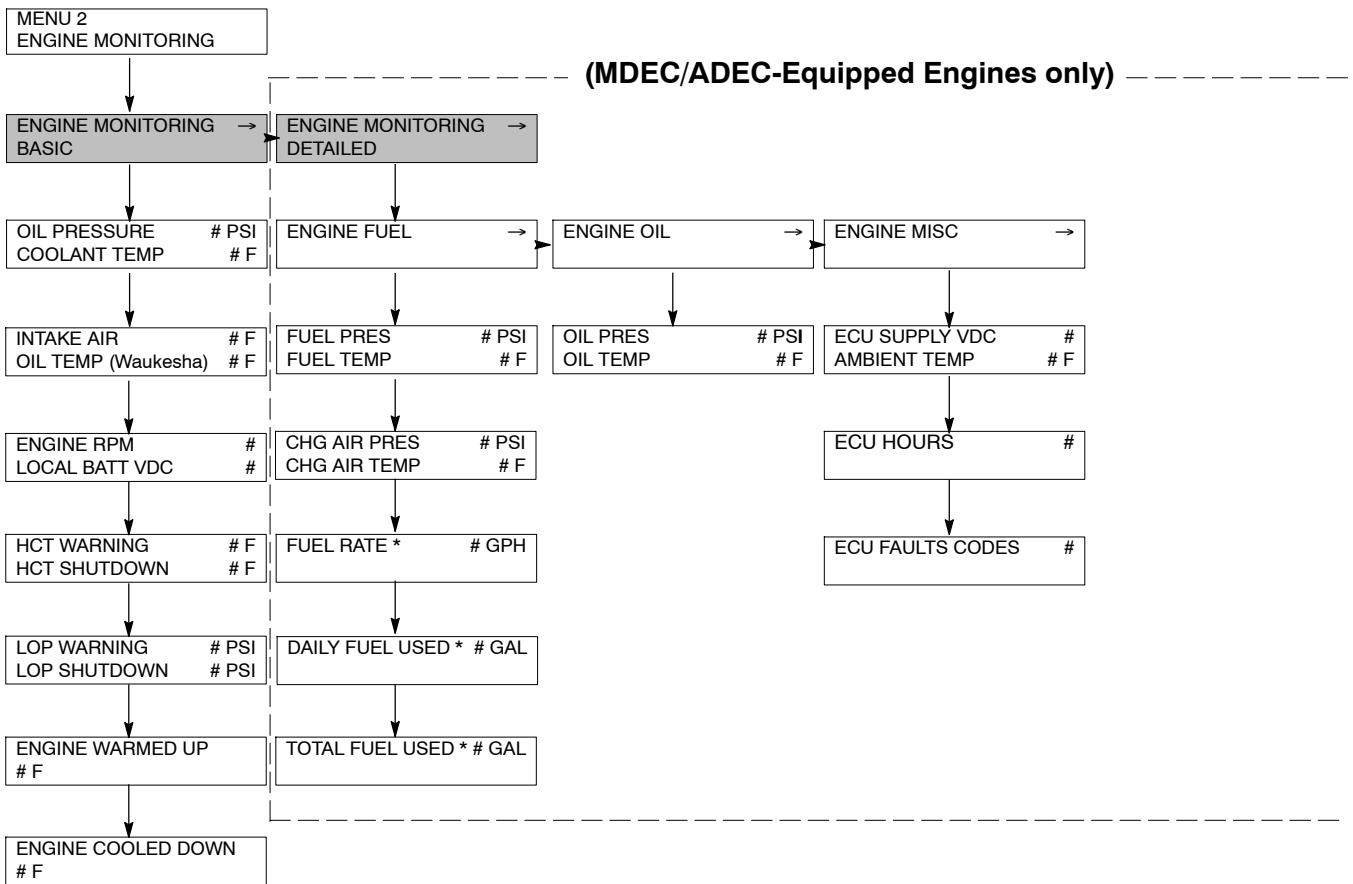 MENU 2
ENGINE MONITORING
(MDEC/ADEC-Equipped Engines only)
ENGINE MONITORING →
BASIC
ENGINE MONITORING →
DETAILED
OIL PRESSURE # PSI
COOLANT TEMP # F
ENGINE FUEL →
ENGINE OIL →
ENGINE MISC →
INTAKE AIR # F
OIL TEMP (Waukesha) # F
FUEL PRES # PSI
FUEL TEMP # F
OIL PRES # PSI
OIL TEMP # F
ECU SUPPLY VDC #
AMBIENT TEMP # F
ENGINE RPM #
LOCAL BATT VDC #
CHG AIR PRES # PSI
CHG AIR TEMP # F
ECU HOURS #
HCT WARNING # F
HCT SHUTDOWN # F
FUEL RATE * # GPH
ECU FAULTS CODES #
LOP WARNING # PSI
LOP SHUTDOWN # PSI
DAILY FUEL USED * # GAL
ENGINE WARMED UP
# F
TOTAL FUEL USED * # GAL
ENGINE COOLED DOWN
# F